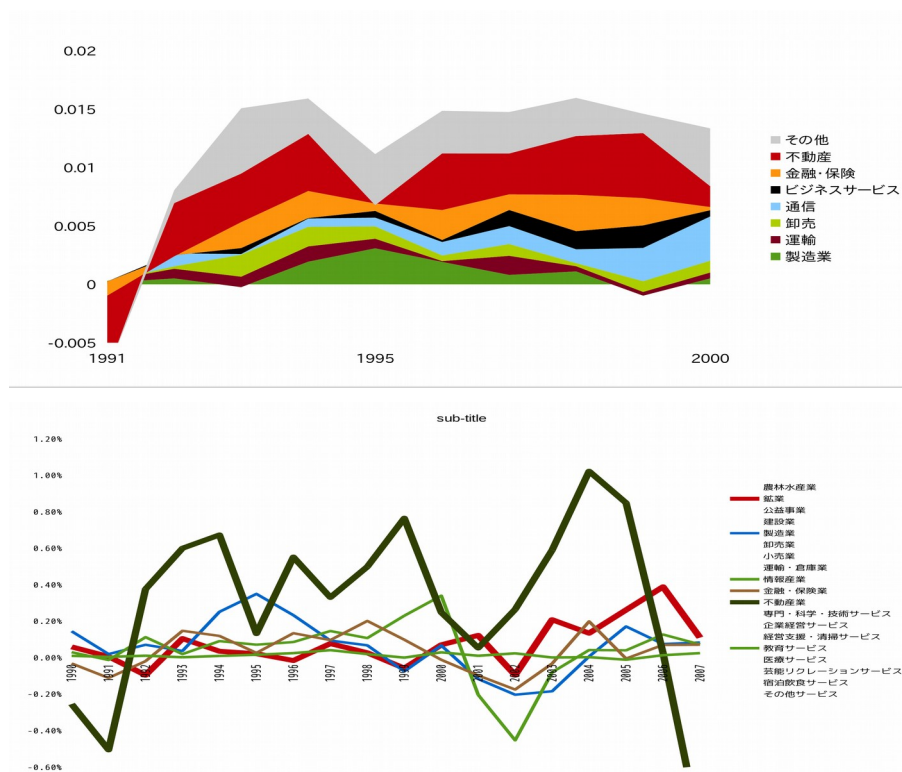 0.02
0.015
0.01
0.005
0
-0.005
1991
1995
2000
その他
不動産
金融･保険
ビジネスサービス
通信
卸売
運輸
製造業
sub-title
1.20%
1.00%
0.80%
0.60%
0.40%
0.20%
0.00%
-0.20%
-0.40%
-0.60%
1990
1991
1992
1993
1994
1995
1996
1997
1998
1999
2000
2001
2002
2003
2004
2005
2006
2007
農林水産業
鉱業
公益事業
建設業
製造業
卸売業
小売業
運輸・倉庫業
情報産業
金融・保険業
不動産業
専門・科学・技術サービス
企業経営サービス
経営支援・清掃サービス
教育サービス
医療サービス
芸能リクレーションサービス
宿泊飲食サービス
その他サービス